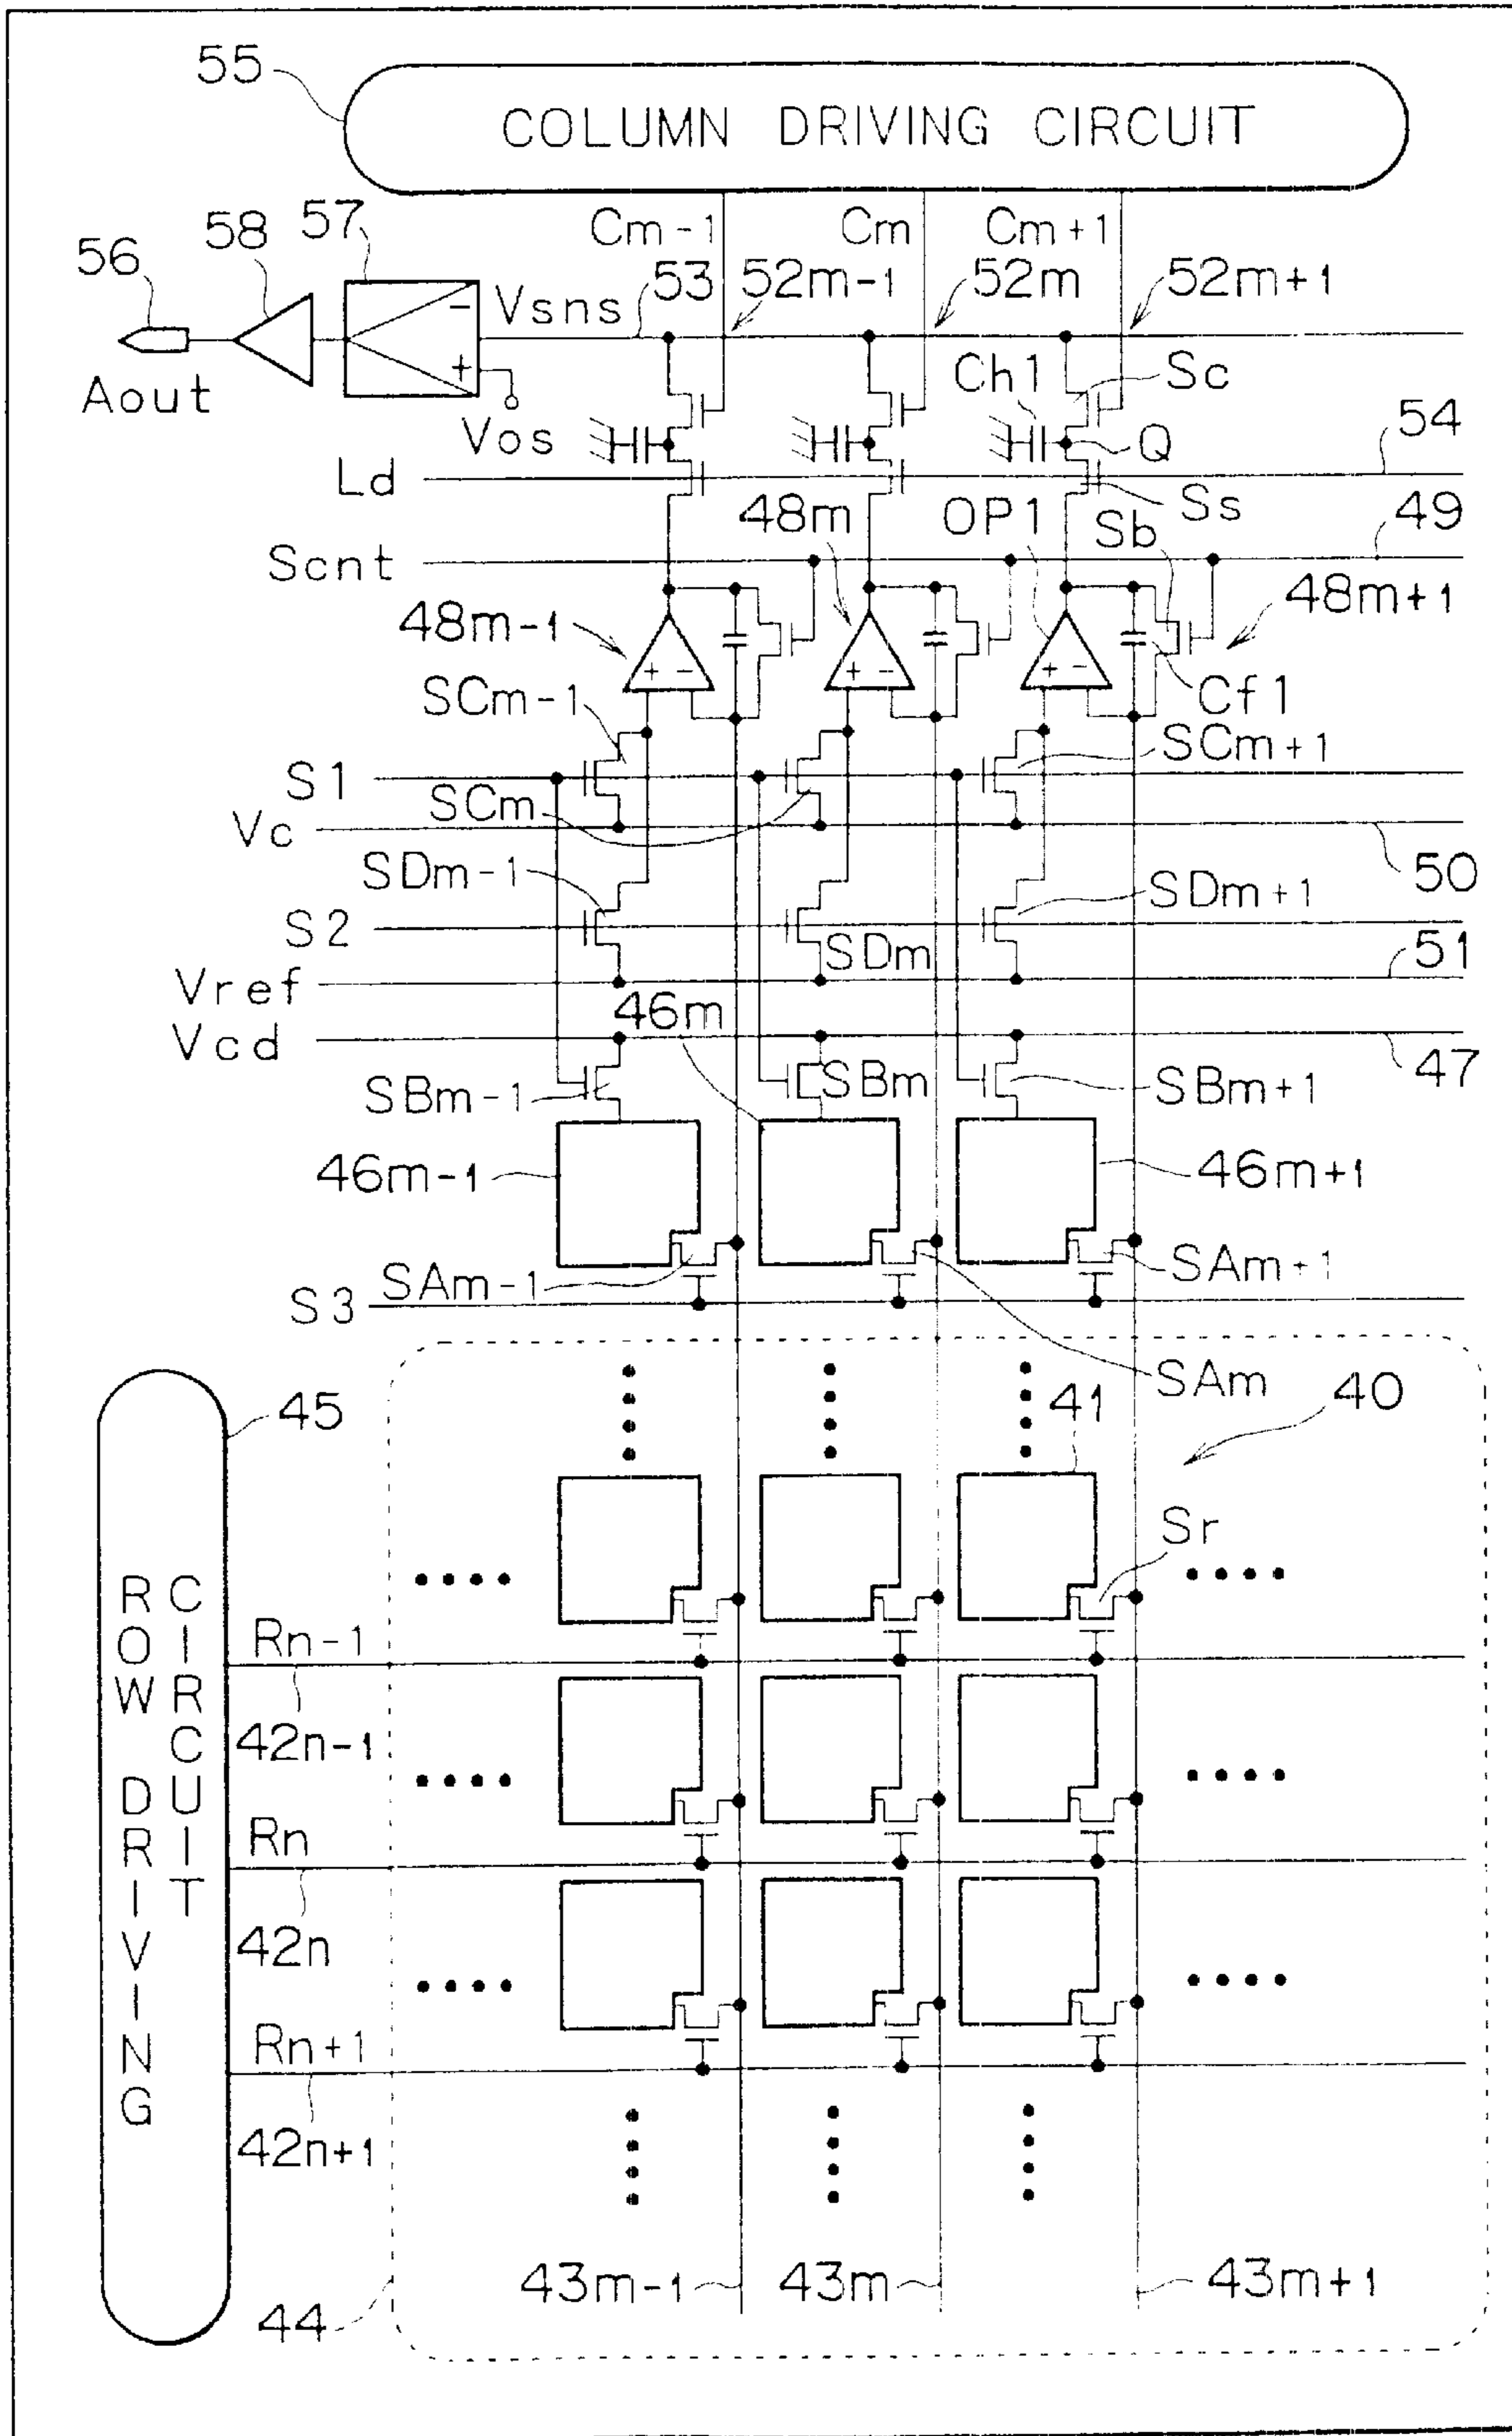 55
COLUMN DRIVING CIRCUIT
56
58
57
Cm-1
Cm
Cm+1
Vsns
53
52m-1
52m
52m+1
Aout
Vos
Ch1
Sc
Q
54
Ld
Ss
48m
OP1
Sb
49
Scnt
48m-1
48m+1
+ -
+ -
+ -
Cf1
SCm-1
SCm+1
S1
SCm
Vc
50
SDm-1
SDm+1
S2
SDm
51
Vref
46m
Vcd
47
SBm-1
SBm
SBm+1
46m-1
46m+1
SAm-1
SAm+1
S3
SAm
45
41
40
Sr
ROW DRIVING
CIRCUIT
Rn-1
42n-1
Rn
42n
Rn+1
42n+1
43m-1
43m
43m+1
44